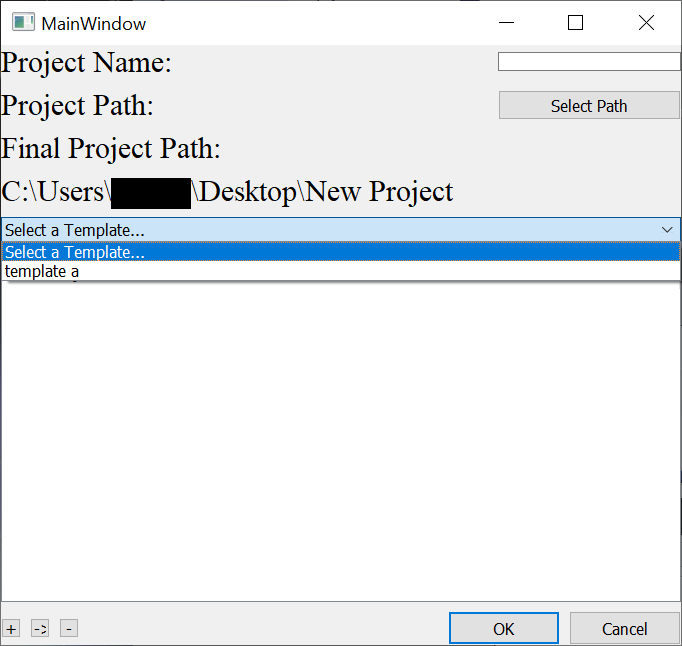 MainWindow
Project Name:
Project Path:
Select Path
Final Project Path:
C:\Users\ \Desktop\New Project
Select a Template...
Select a Template...
template a
+ -> -
OK
Cancel